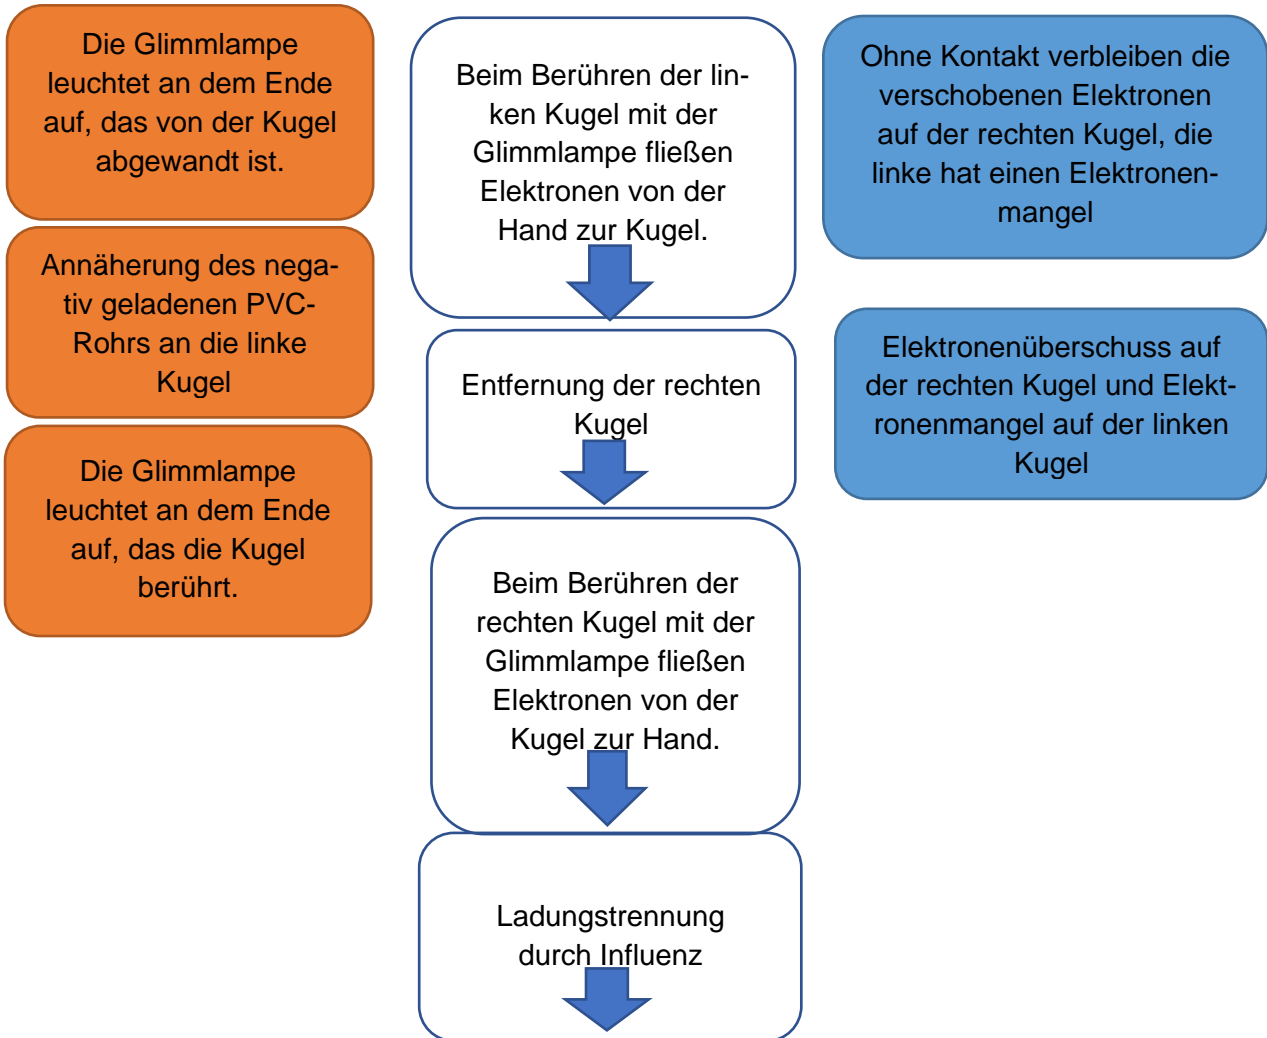 Die Glimmlampe
leuchtet an dem Ende
auf, das von der Kugel
abgewandt ist.
Annäherung des nega-
tiv geladenen PVC-
Rohrs an die linke
Kugel
Die Glimmlampe
leuchtet an dem Ende
auf, das die Kugel
berührt.
Beim Berühren der lin-
ken Kugel mit der
Glimmlampe fließen
Elektronen von der
Hand zur Kugel.
Entfernung der rechten
Kugel
Beim Berühren der
rechten Kugel mit der
Glimmlampe fließen
Elektronen von der
Kugel zur Hand.
Ladungstrennung
durch Influenz
Ohne Kontakt verbleiben die
verschobenen Elektronen
auf der rechten Kugel, die
linke hat einen Elektronen-
mangel
Elektronenüberschuss auf
der rechten Kugel und Elekt-
ronenmangel auf der linken
Kugel